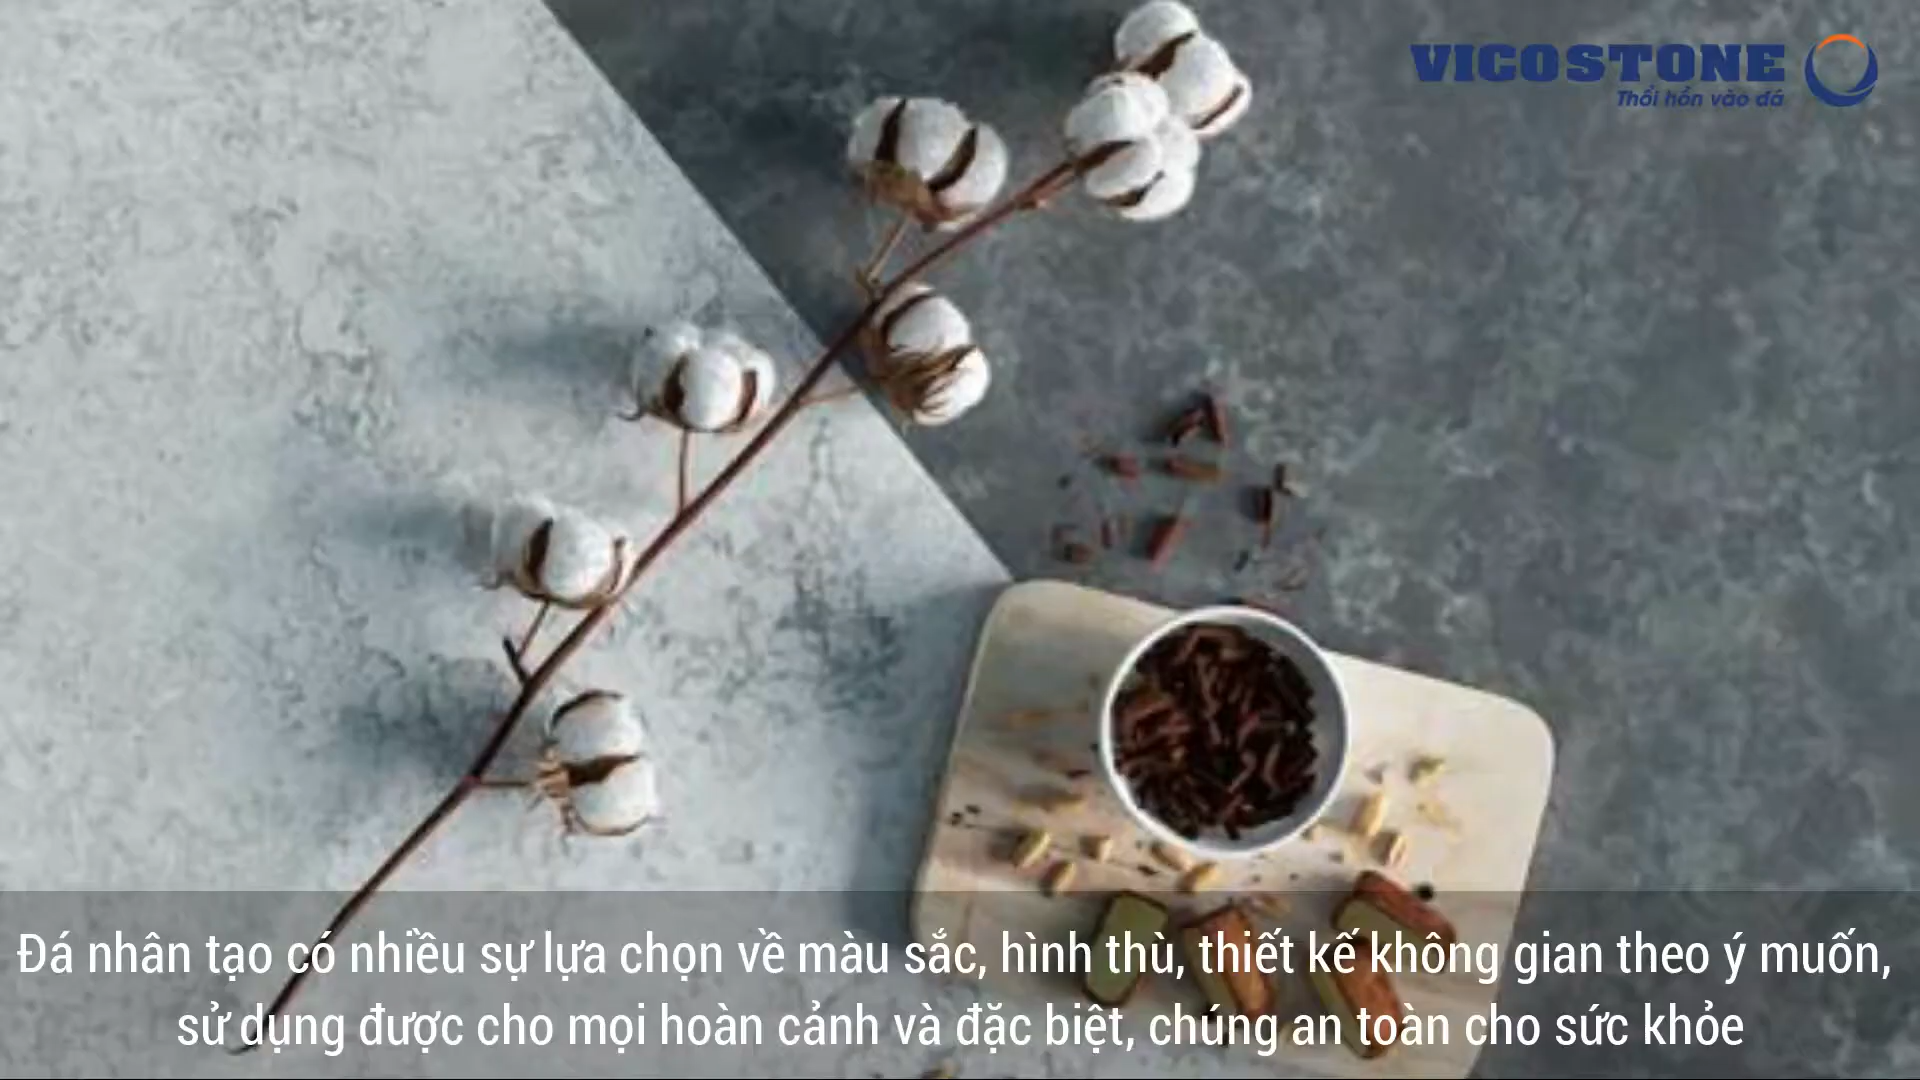 VICOSTONE
Thổi hồn vào đá
Đá nhân tạo có nhiều sự lựa chọn về màu sắc, hình thù, thiết kế không gian theo ý muốn,
sử dụng được cho mọi hoàn cảnh và đặc biệt, chúng an toàn cho sức khỏe